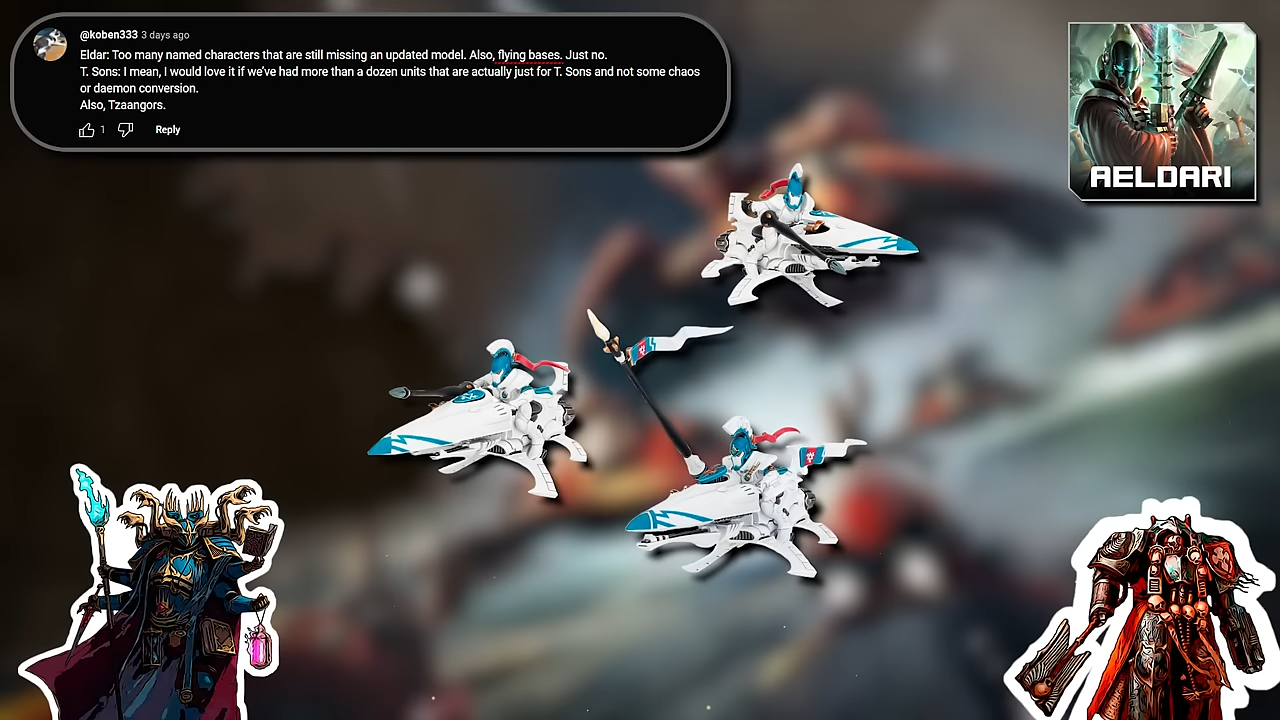 @koben333 3 days ago
Eldar: Too many named characters that are still missing an updated model. Also, flying bases. Just no.
T. Sons: I mean, I would love it if we've had more than a dozen units that are actually just for T. Sons and not some chaos
or daemon conversion.
Also, Tzaangors.
1 Reply
AELDARI